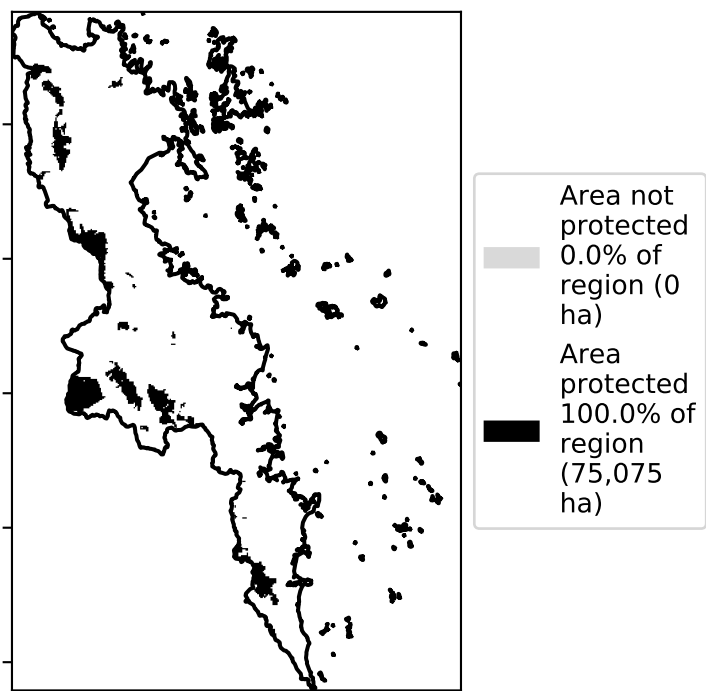 Area not
protected
0.0% of
region (0
ha)
Area
protected
100.0% of
region
(75,075
ha)